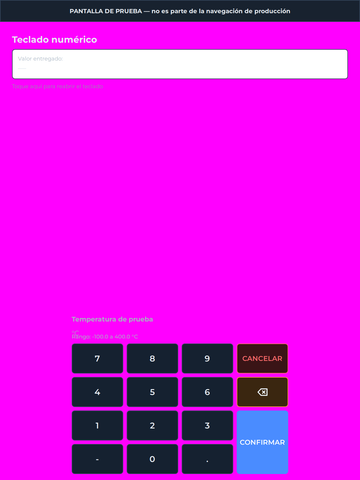 PANTALLA DE PRUEBA — no es parte de la navegación de producción
Teclado numérico
Valor entregado
Toque aquí para reabrir el teclado
Temperatura de prueba
Rango: -100.0 a 400.0 °C
7 8 9 CANCELAR
4 5 6
1 2 3
CONFIRMAR
- 0 .